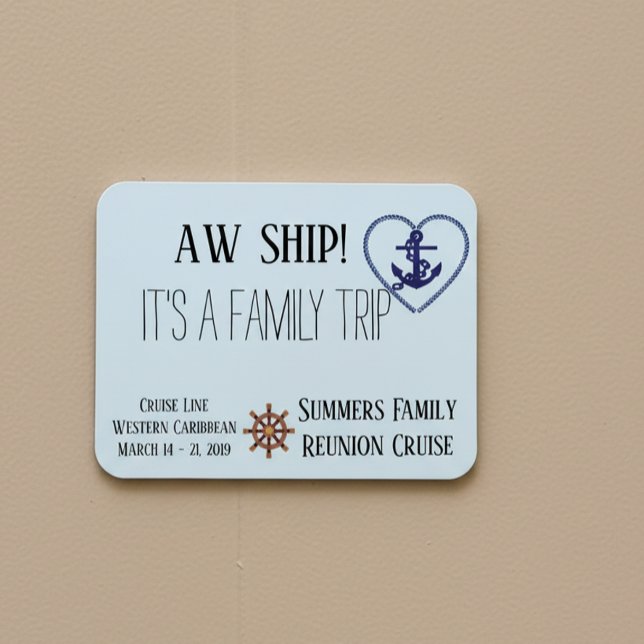 AW SHIP!
IT'S A FAMILY TRIP
CRUISE LINE
WESTERN CARIBBEAN
MARCH 14 - 21, 2019
SUMMERS FAMILY
REUNION CRUISE